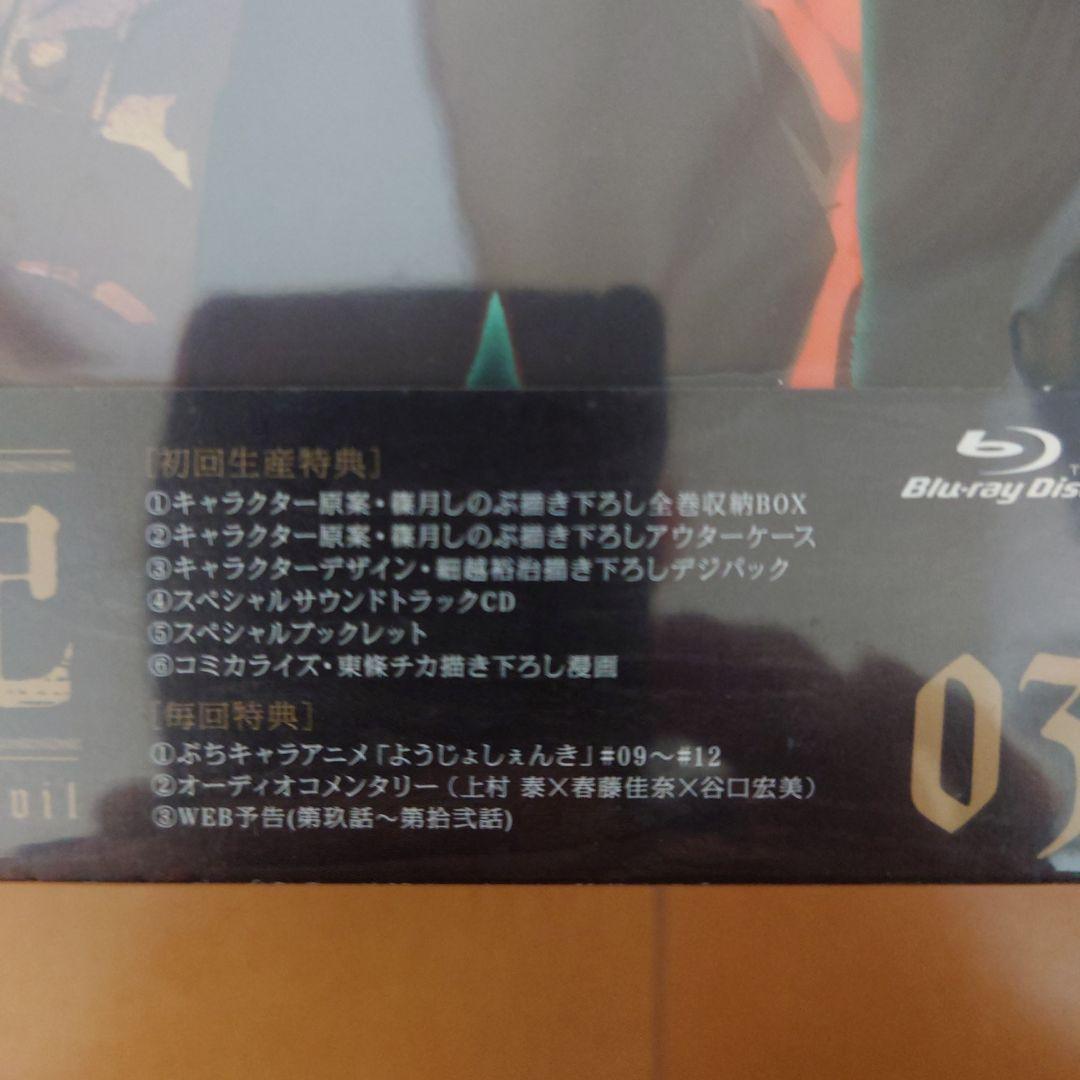 [初回生産特典]
①キャラクター原案・篠月しのぶ描き下ろし全巻収納BOX
②キャラクター原案・篠月しのぶ描き下ろしアウターケース
③キャラクターデザイン・細越裕治描き下ろしデジパック
④スペシャルサウンドトラックCD
⑤スペシャルブックレット
⑥コミカライズ・東條チカ描き下ろし漫画
[毎回特典]
①ぷちキャラアニメ「ようじょしぇんき」#09～#12
②オーディオコメンタリー（上村 泰×春藤佳奈×谷口宏美）
③WEB予告(第玖話～第拾弐話)
Blu-ray Disc
03
記
vil